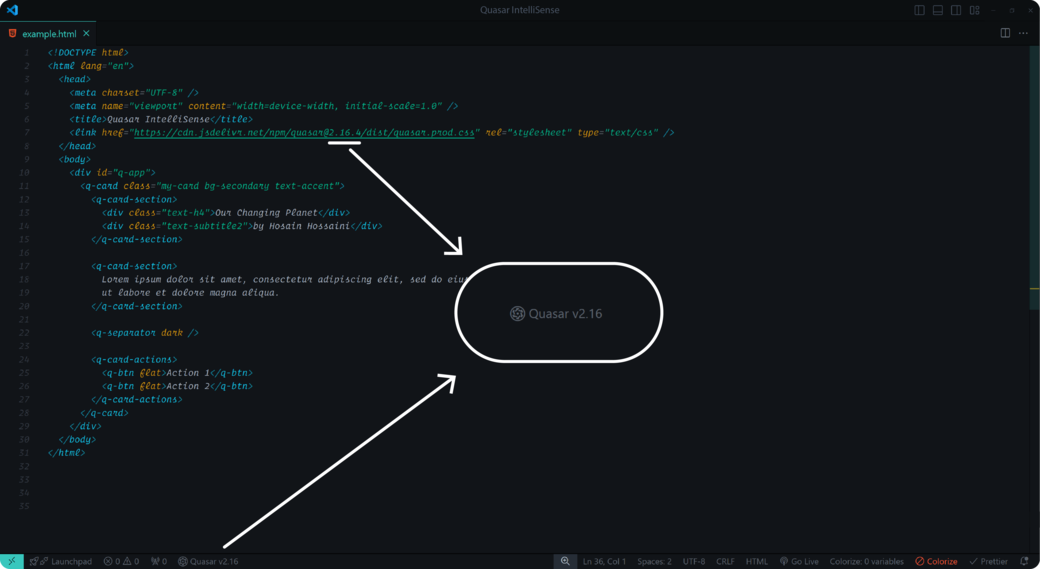 Quasar IntelliSense
example.html
1 <!DOCTYPE html>
2 <html lang="en">
3 <head>
4 <meta charset="UTF-8" />
5 <meta name="viewport" content="width=device-width, initial-scale=1.0" />
6 <title>Quasar IntelliSense</title>
7 <link href="https://cdn.jsdelivr.net/npm/quasar@2.16.4/dist/quasar.prod.css" rel="stylesheet" type="text/css" />
8 </head>
9 <body>
10 <div id="q-app">
11 <q-card class="my-card bg-secondary text-accent">
12 <q-card-section>
13 <div class="text-h4">Our Changing Planet</div>
14 <div class="text-subtitle2">by Hosain Hossaini</div>
15 </q-card-section>
16
17 <q-card-section>
18 Lorem ipsum dolor sit amet, consectetur adipiscing elit, sed do eius
19 ut labore et dolore magna aliqua.
20 </q-card-section>
21
22 <q-separator dark />
23
24 <q-card-actions>
25 <q-btn flat>Action 1</q-btn>
26 <q-btn flat>Action 2</q-btn>
27 </q-card-actions>
28 </q-card>
29 </div>
30 </body>
31 </html>
32
33
34
35
Quasar v2.16
Launchpad 0 0 0 Quasar v2.16 Ln 36, Col 1 Spaces: 2 UTF-8 CRLF HTML Go Live Colorize: 0 variables Colorize Prettier